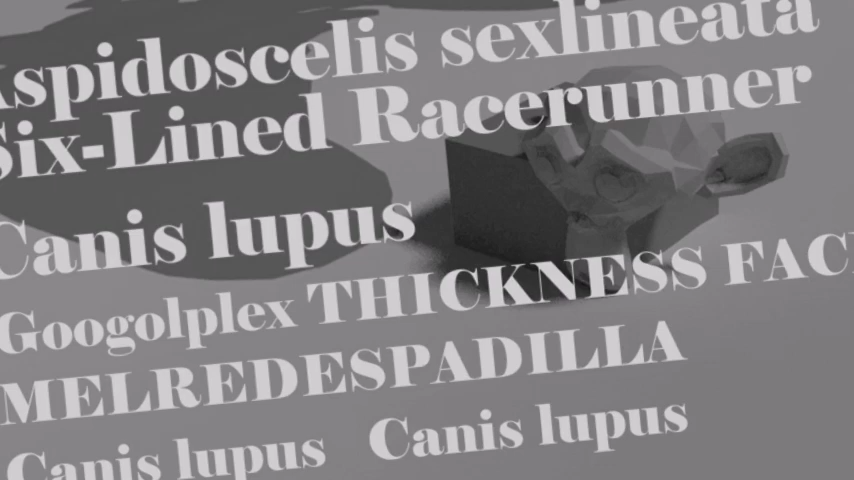 Aspidoscelis sexlineata
Six-Lined Racerunner
Canis lupus
Googolplex THICKNESS
MELREDESPADILLA
Canis lupus Canis lupus